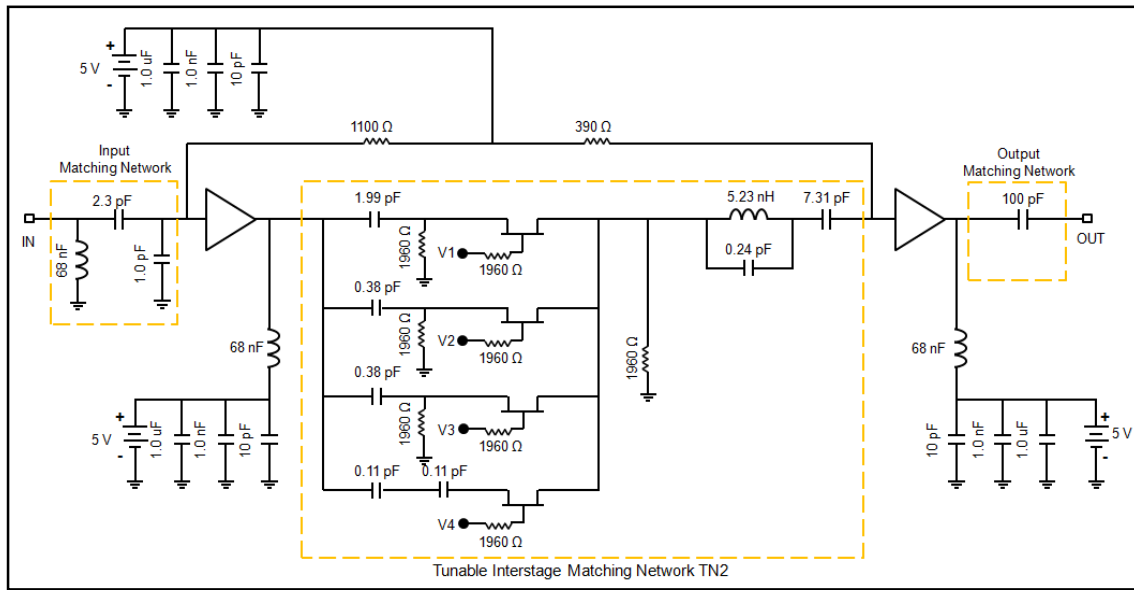 +
5 V
-
1.0 uF
1.0 nF
10 pF
1100 Ω
390 Ω
Input
Matching Network
2.3 pF
IN
68 nF
1.0 pF
1.99 pF
1960 Ω
V1
1960 Ω
0.38 pF
1960 Ω
V2
1960 Ω
0.38 pF
1960 Ω
V3
1960 Ω
0.11 pF
0.11 pF
V4
1960 Ω
1960 Ω
5.23 nH
0.24 pF
7.31 pF
Output
Matching Network
100 pF
OUT
68 nF
+
5 V
-
1.0 uF
1.0 nF
10 pF
68 nF
10 pF
1.0 nF
1.0 uF
+
5 V
-
Tunable Interstage Matching Network TN2